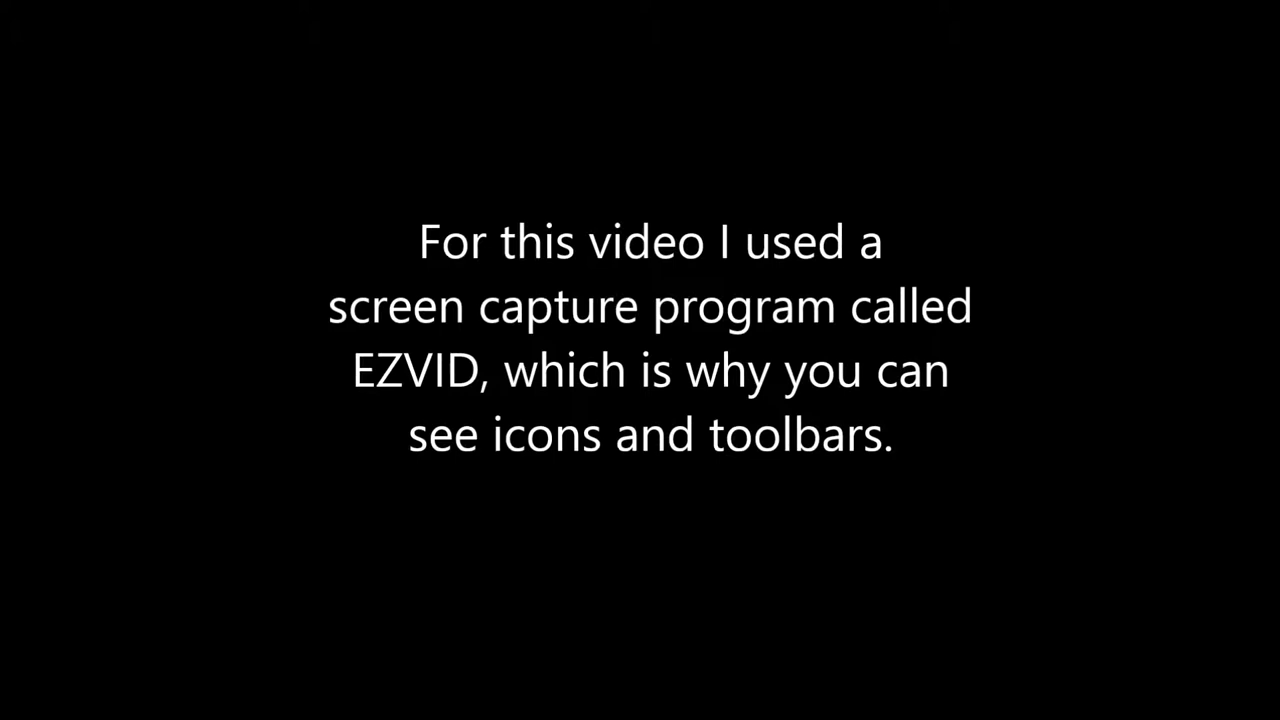 For this video I used a
screen capture program called
EZVID, which is why you can
see icons and toolbars.